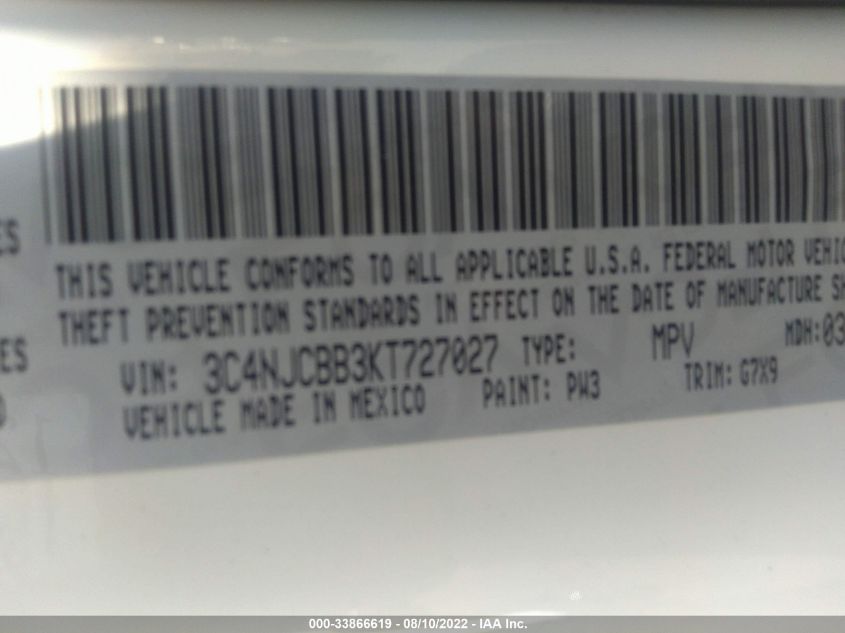 ES
THIS VEHICLE CONFORMS TO ALL APPLICABLE U.S.A. FEDERAL MOTOR VEHIC
THEFT PREVENTION STANDARDS IN EFFECT ON THE DATE OF MANUFACTURE SH
ES
VIN: 3C4NJCBB3KT727027 TYPE: MPV MDH:03
VEHICLE MADE IN MEXICO PAINT: PW3 TRIM: G7X9
000-33866619 - 08/10/2022 - IAA Inc.